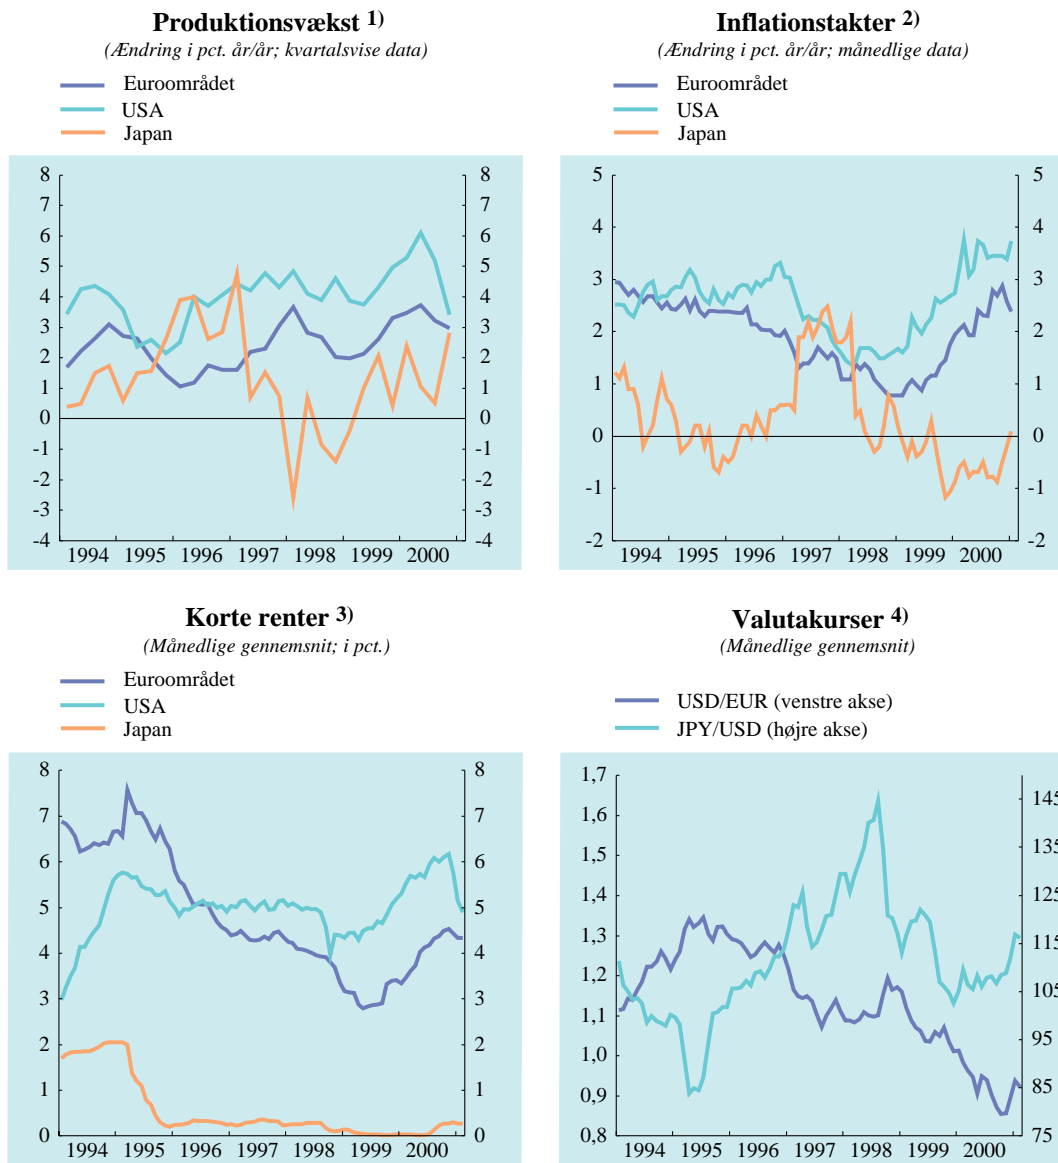 Produktionsvækst 1)
(Ændring i pct. år/år; kvartalsvise data)
Euroområdet
USA
Japan
8 8
7 7
6 6
5 5
4 4
3 3
2 2
1 1
0 0
-1 -1
-2 -2
-3 -3
-4 -4
1994 1995 1996 1997 1998 1999 2000
Inflationstakter 2)
(Ændring i pct. år/år; månedlige data)
Euroområdet
USA
Japan
5 5
4 4
3 3
2 2
1 1
0 0
-1 -1
-2 -2
1994 1995 1996 1997 1998 1999 2000
Korte renter 3)
(Månedlige gennemsnit; i pct.)
Euroområdet
USA
Japan
8 8
7 7
6 6
5 5
4 4
3 3
2 2
1 1
0 0
1994 1995 1996 1997 1998 1999 2000
Valutakurser 4)
(Månedlige gennemsnit)
USD/EUR (venstre akse)
JPY/USD (højre akse)
1,7
145
1,6
135
1,5
1,4
125
1,3
115
1,2
105
1,1
95
1,0
85
0,9
0,8 75
1994 1995 1996 1997 1998 1999 2000